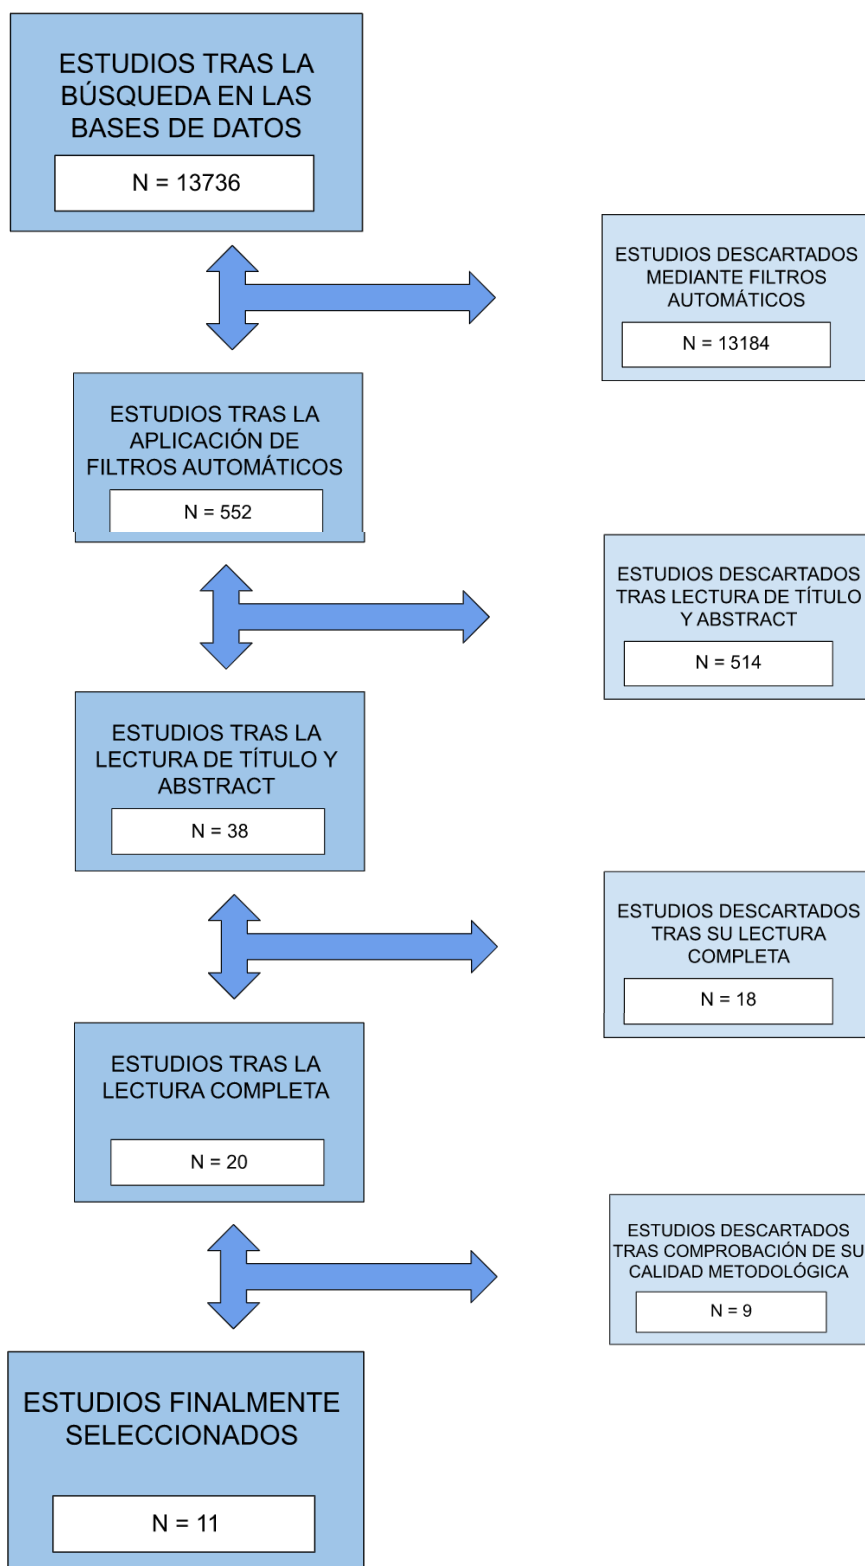 ESTUDIOS TRAS LA
BÚSQUEDA EN LAS
BASES DE DATOS
N = 13736
ESTUDIOS DESCARTADOS
MEDIANTE FILTROS
AUTOMÁTICOS
N = 13184
ESTUDIOS TRAS LA
APLICACIÓN DE
FILTROS AUTOMÁTICOS
N = 552
ESTUDIOS DESCARTADOS
TRAS LECTURA DE TÍTULO
Y ABSTRACT
N = 514
ESTUDIOS TRAS LA
LECTURA DE TÍTULO Y
ABSTRACT
N = 38
ESTUDIOS DESCARTADOS
TRAS SU LECTURA
COMPLETA
N = 18
ESTUDIOS TRAS LA
LECTURA COMPLETA
N = 20
ESTUDIOS DESCARTADOS
TRAS COMPROBACIÓN DE SU
CALIDAD METODOLÓGICA
N = 9
ESTUDIOS FINALMENTE
SELECCIONADOS
N = 11